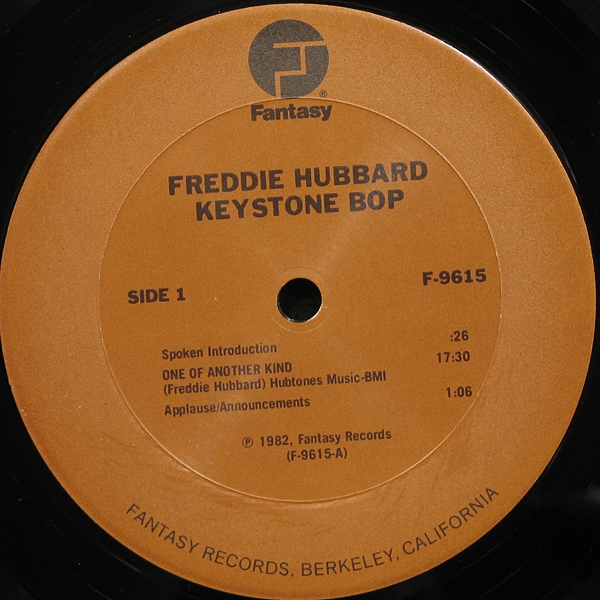 ®
Fantasy
FREDDIE HUBBARD
KEYSTONE BOP
SIDE 1
F-9615
Spoken Introduction :26
ONE OF ANOTHER KIND 17:30
(Freddie Hubbard) Hubtones Music-BMI
Applause/Announcements 1:06
℗ 1982, Fantasy Records
(F-9615-A)
FANTASY RECORDS, BERKELEY, CALIFORNIA